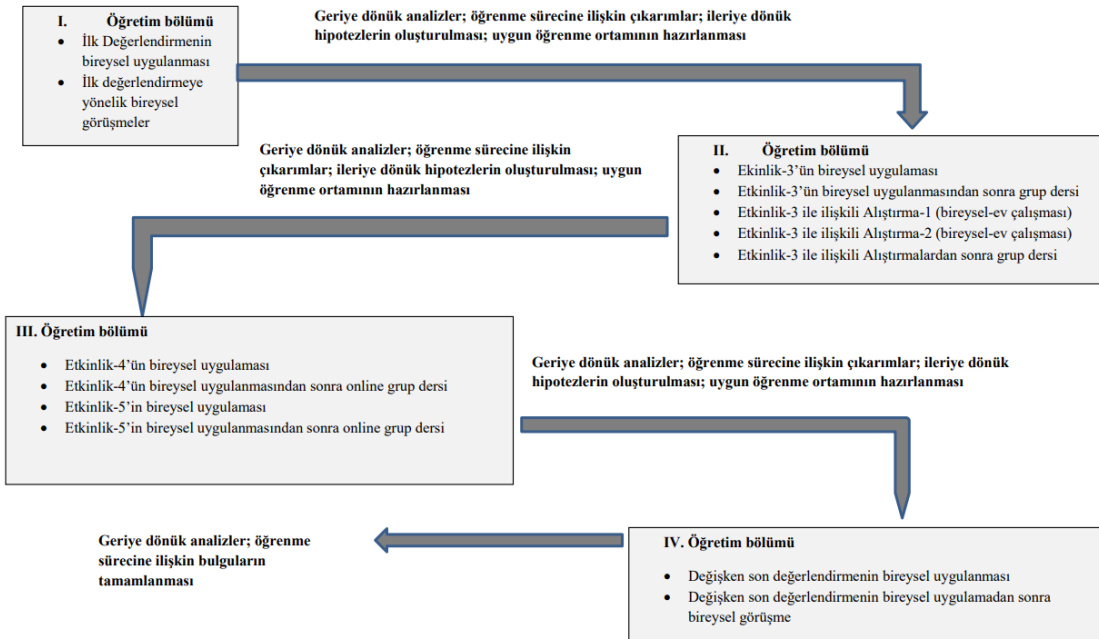 I. Öğretim bölümü
• İlk Değerlendirmenin
bireysel uygulanması
• İlk değerlendirmeye
yönelik bireysel
görüşmeler
Geriye dönük analizler; öğrenme sürecine ilişkin çıkarımlar; ileriye dönük
hipotezlerin oluşturulması; uygun öğrenme ortamının hazırlanması
II. Öğretim bölümü
• Ekinlik-3’ün bireysel uygulaması
• Etkinlik-3’ün bireysel uygulanmasından sonra grup dersi
• Etkinlik-3 ile ilişkili Alıştırma-1 (bireysel-ev çalışması)
• Etkinlik-3 ile ilişkili Alıştırma-2 (bireysel-ev çalışması)
• Etkinlik-3 ile ilişkili Alıştırmalardan sonra grup dersi
Geriye dönük analizler; öğrenme sürecine ilişkin
çıkarımlar; ileriye dönük hipotezlerin oluşturulması; uygun
öğrenme ortamının hazırlanması
III. Öğretim bölümü
• Etkinlik-4’ün bireysel uygulaması
• Etkinlik-4’ün bireysel uygulanmasından sonra online grup dersi
• Etkinlik-5’in bireysel uygulaması
• Etkinlik-5’in bireysel uygulanmasından sonra online grup dersi
Geriye dönük analizler; öğrenme sürecine ilişkin çıkarımlar; ileriye dönük
hipotezlerin oluşturulması; uygun öğrenme ortamının hazırlanması
IV. Öğretim bölümü
• Değişken son değerlendirmenin bireysel uygulanması
• Değişken son değerlendirmenin bireysel uygulamadan sonra
bireysel görüşme
Geriye dönük analizler; öğrenme
sürecine ilişkin bulguların
tamamlanması